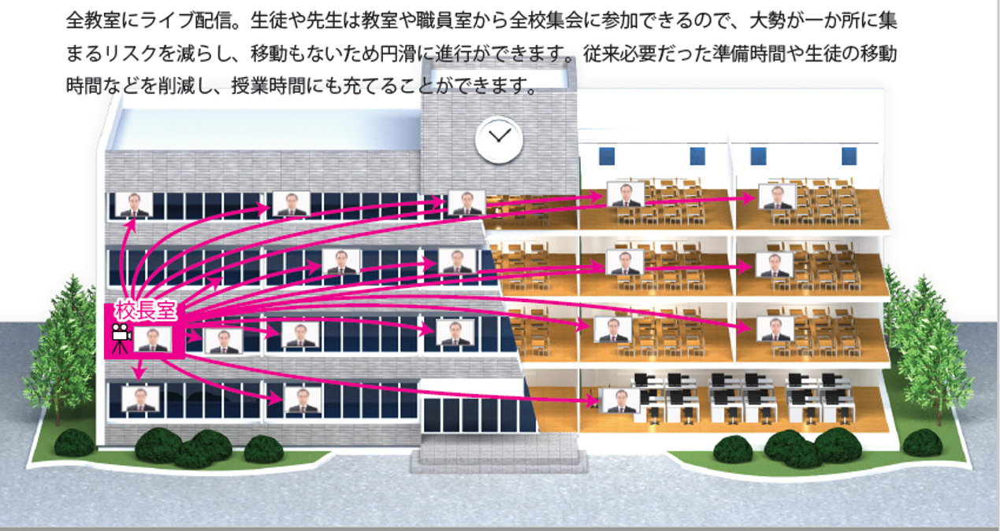 全教室にライブ配信。生徒や先生は教室や職員室から全校集会に参加できるので、大勢が一か所に集
まるリスクを減らし、移動もないため円滑に進行ができます。従来必要だった準備時間や生徒の移動
時間などを削減し、授業時間にも充てることができます。
校長室